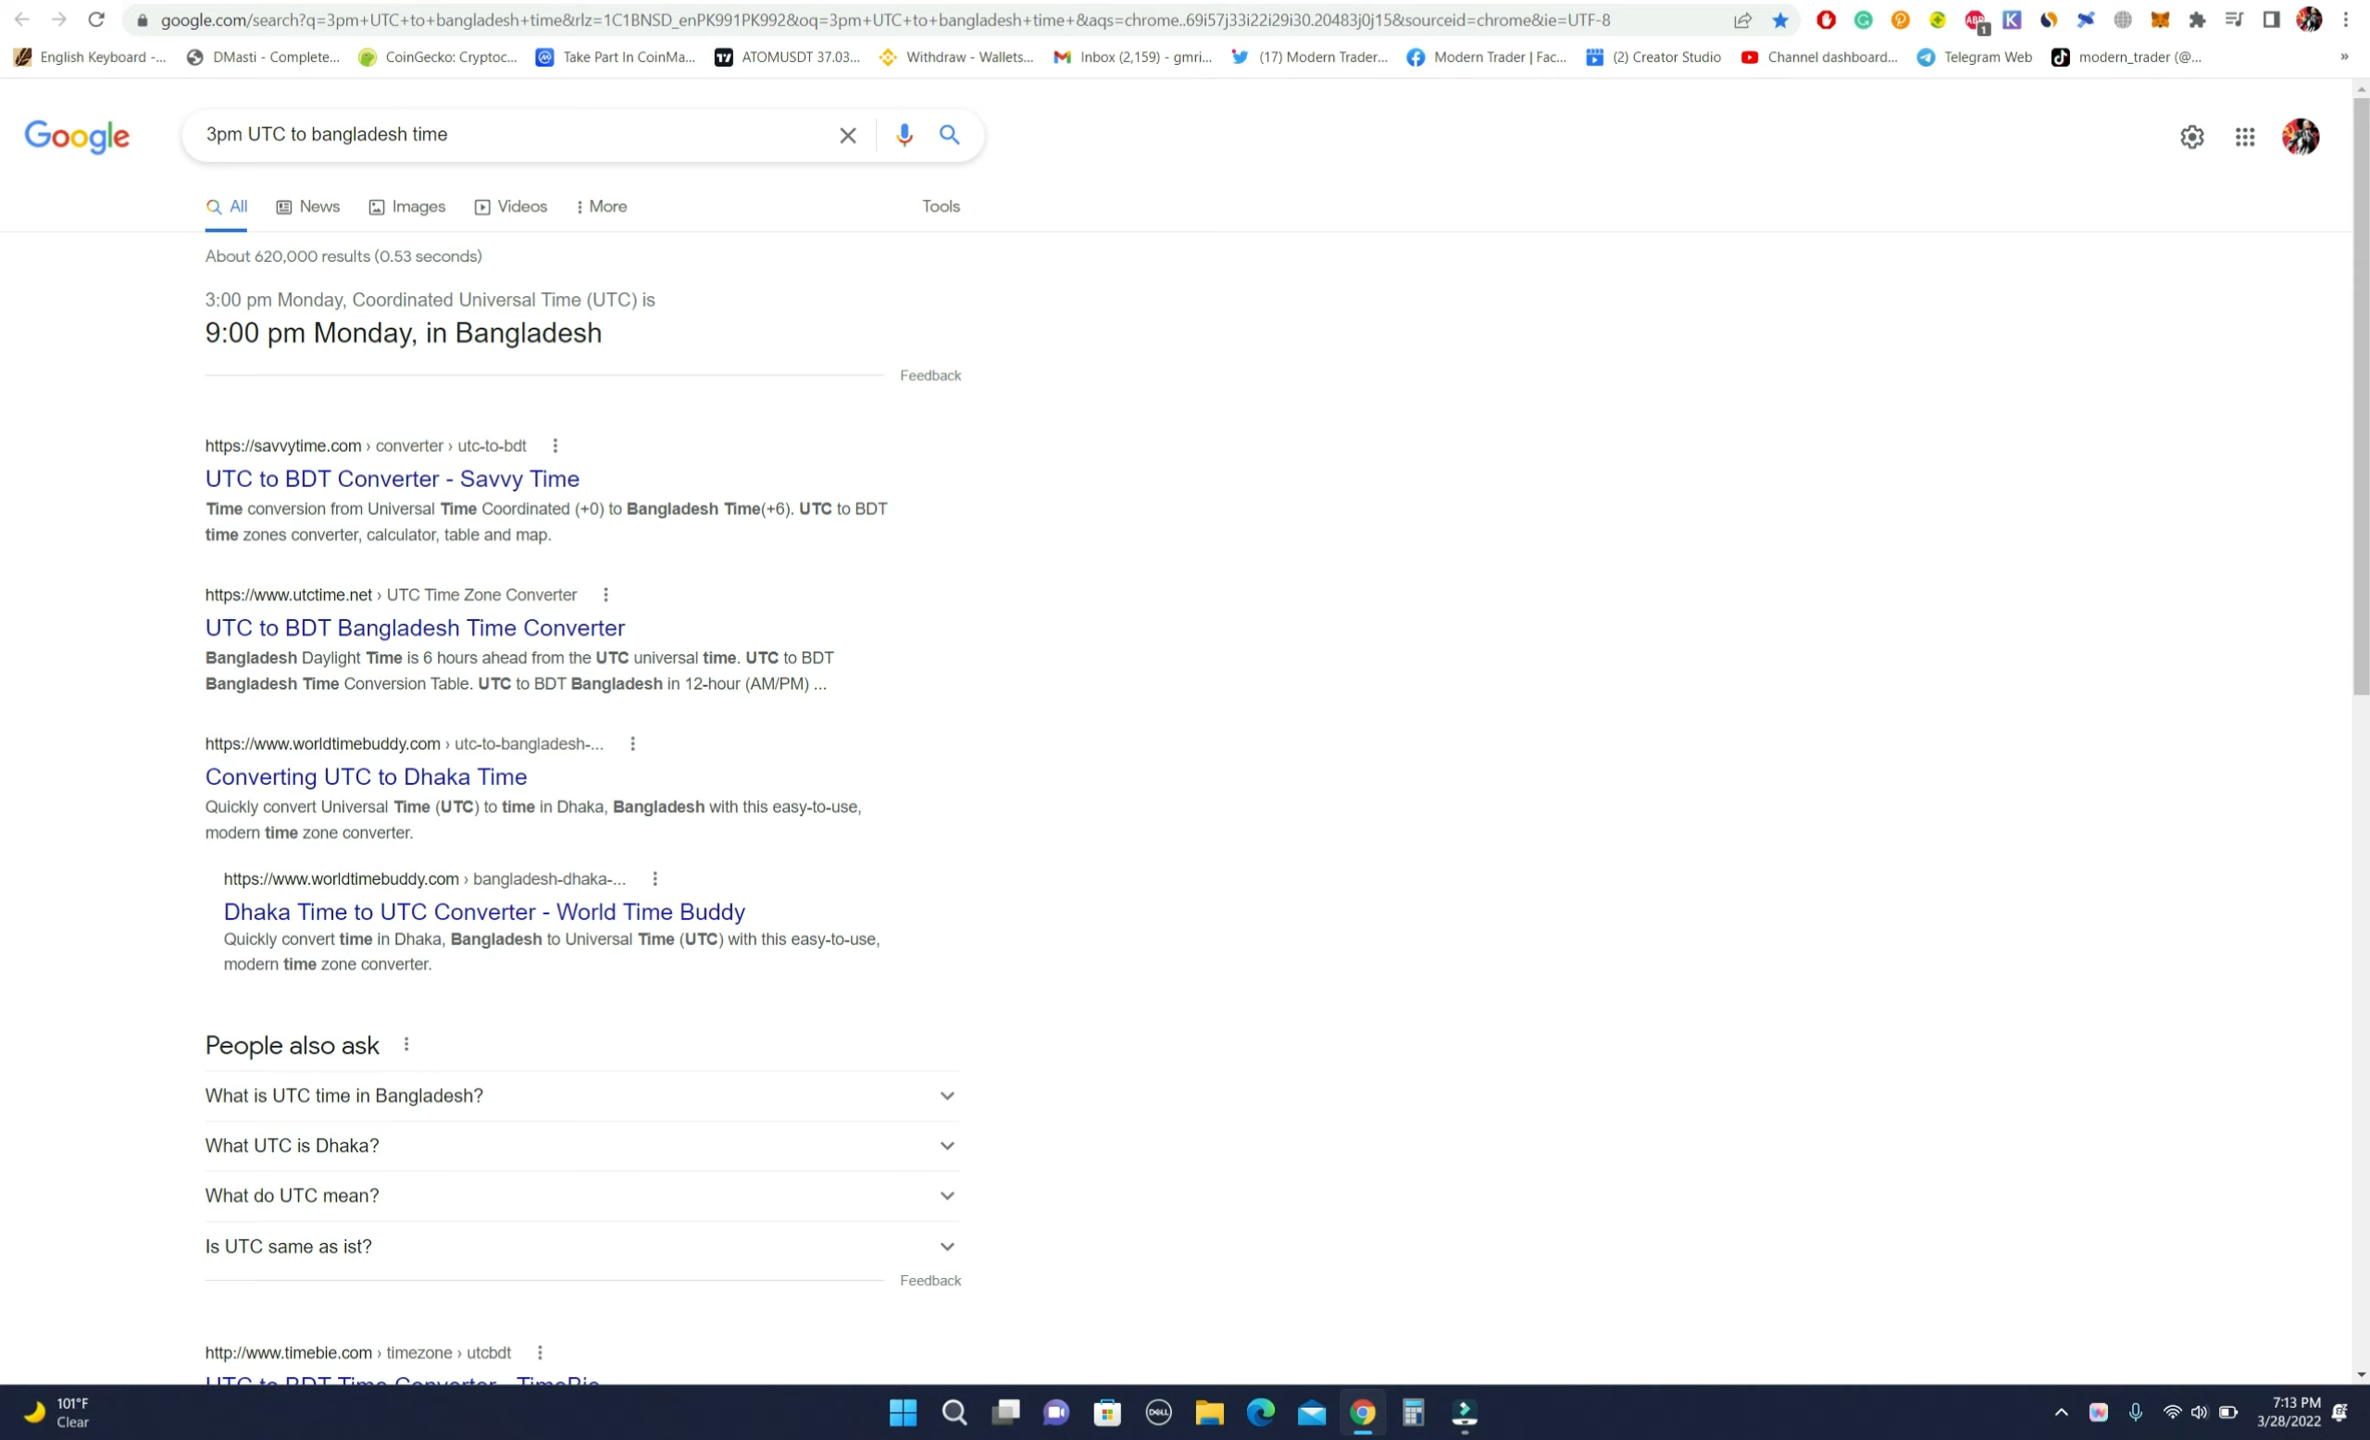 google.com/search?q=3pm+UTC+to+bangladesh+time&rlz=1C1BNSD_enPK991PK992&oq=3pm+UTC+to+bangladesh+time+&aqs=chrome..69i57j33i22i29i30.20483j0j15&sourceid=chrome&ie=UTF-8
ABP 1 K
English Keyboard -... DMasti - Complete... CoinGecko: Cryptoc... Take Part In CoinMa... ATOMUSDT 37.03... Withdraw - Wallets... Inbox (2,159) - gmri... (17) Modern Trader... Modern Trader | Fac... (2) Creator Studio Channel dashboard... Telegram Web modern_trader (@... »
Google 3pm UTC to bangladesh time
All News Images Videos More Tools
About 620,000 results (0.53 seconds)
3:00 pm Monday, Coordinated Universal Time (UTC) is
9:00 pm Monday, in Bangladesh
Feedback
https://savvytime.com › converter › utc-to-bdt
UTC to BDT Converter - Savvy Time
Time conversion from Universal Time Coordinated (+0) to Bangladesh Time(+6). UTC to BDT
time zones converter, calculator, table and map.
https://www.utctime.net › UTC Time Zone Converter
UTC to BDT Bangladesh Time Converter
Bangladesh Daylight Time is 6 hours ahead from the UTC universal time. UTC to BDT
Bangladesh Time Conversion Table. UTC to BDT Bangladesh in 12-hour (AM/PM) ...
https://www.worldtimebuddy.com › utc-to-bangladesh-...
Converting UTC to Dhaka Time
Quickly convert Universal Time (UTC) to time in Dhaka, Bangladesh with this easy-to-use,
modern time zone converter.
https://www.worldtimebuddy.com › bangladesh-dhaka-...
Dhaka Time to UTC Converter - World Time Buddy
Quickly convert time in Dhaka, Bangladesh to Universal Time (UTC) with this easy-to-use,
modern time zone converter.
People also ask
What is UTC time in Bangladesh?
What UTC is Dhaka?
What do UTC mean?
Is UTC same as ist?
Feedback
http://www.timebie.com › timezone › utcbdt
UTC to BDT Time Converter - TimeBie
101°F
Clear
DELL
7:13 PM
3/28/2022